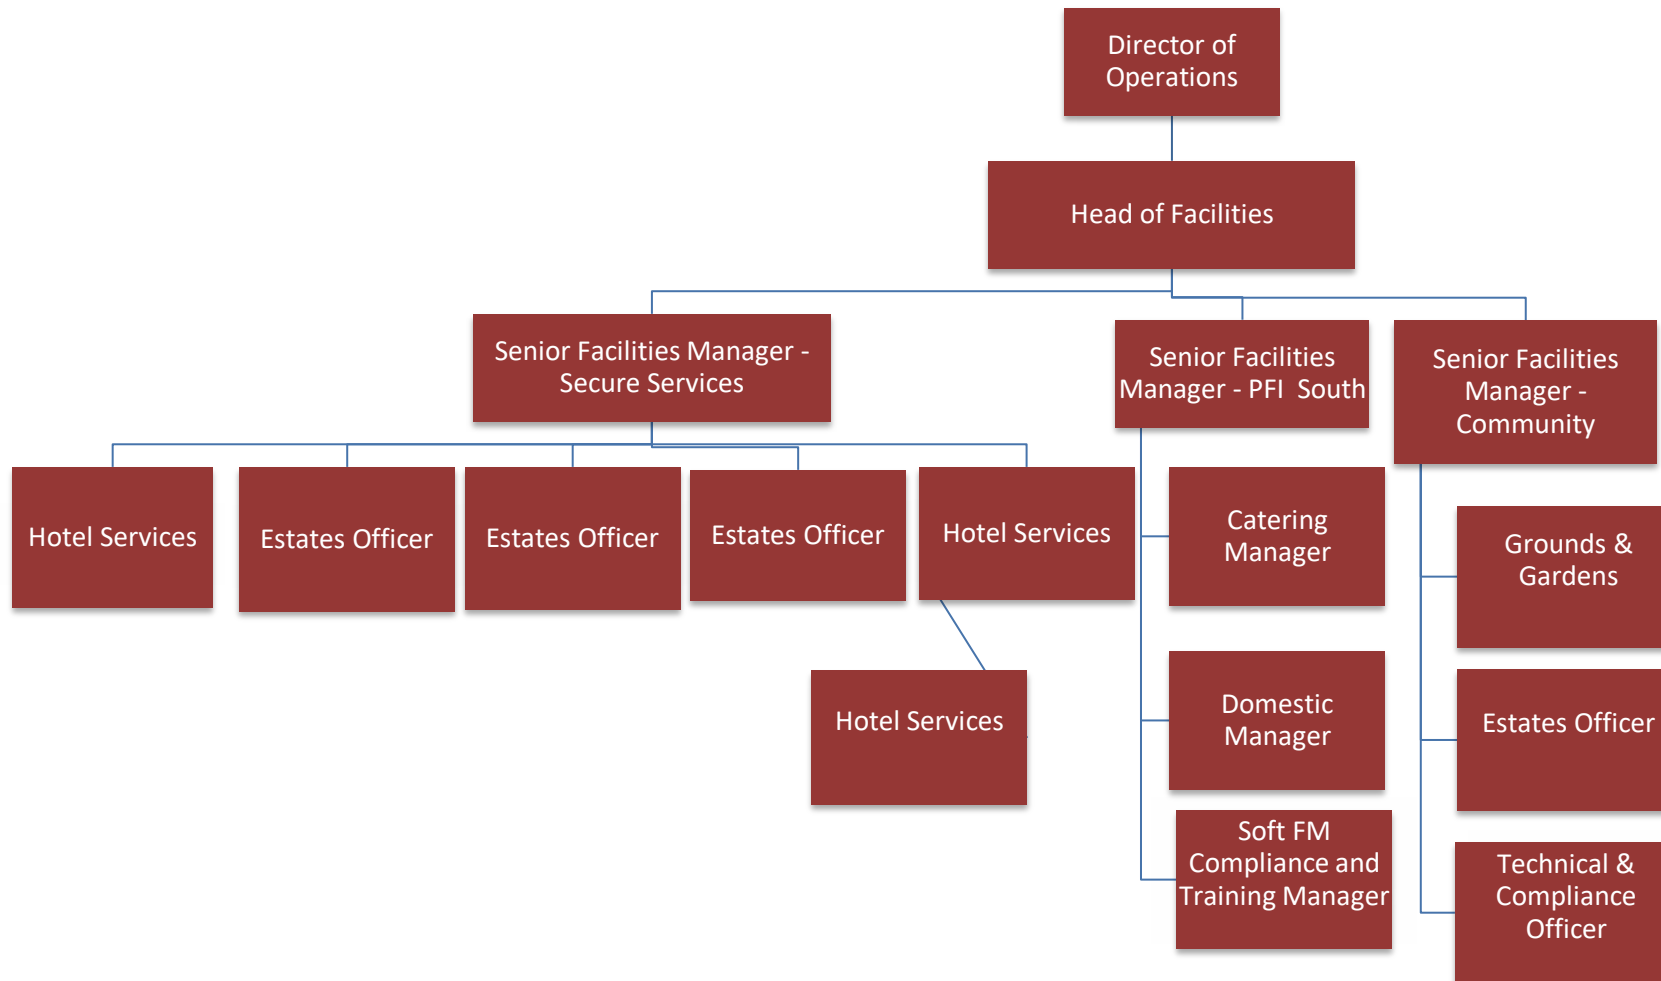 Director of
Operations
Head of Facilities
Senior Facilities Manager -
Secure Services
Senior Facilities
Manager - PFI  South
Senior Facilities
Manager -
Community
Hotel Services
Estates Officer
Estates Officer
Estates Officer
Hotel Services
Hotel Services
Catering
Manager
Domestic
Manager
Soft FM
Compliance and
Training Manager
Grounds &
Gardens
Estates Officer
Technical &
Compliance
Officer